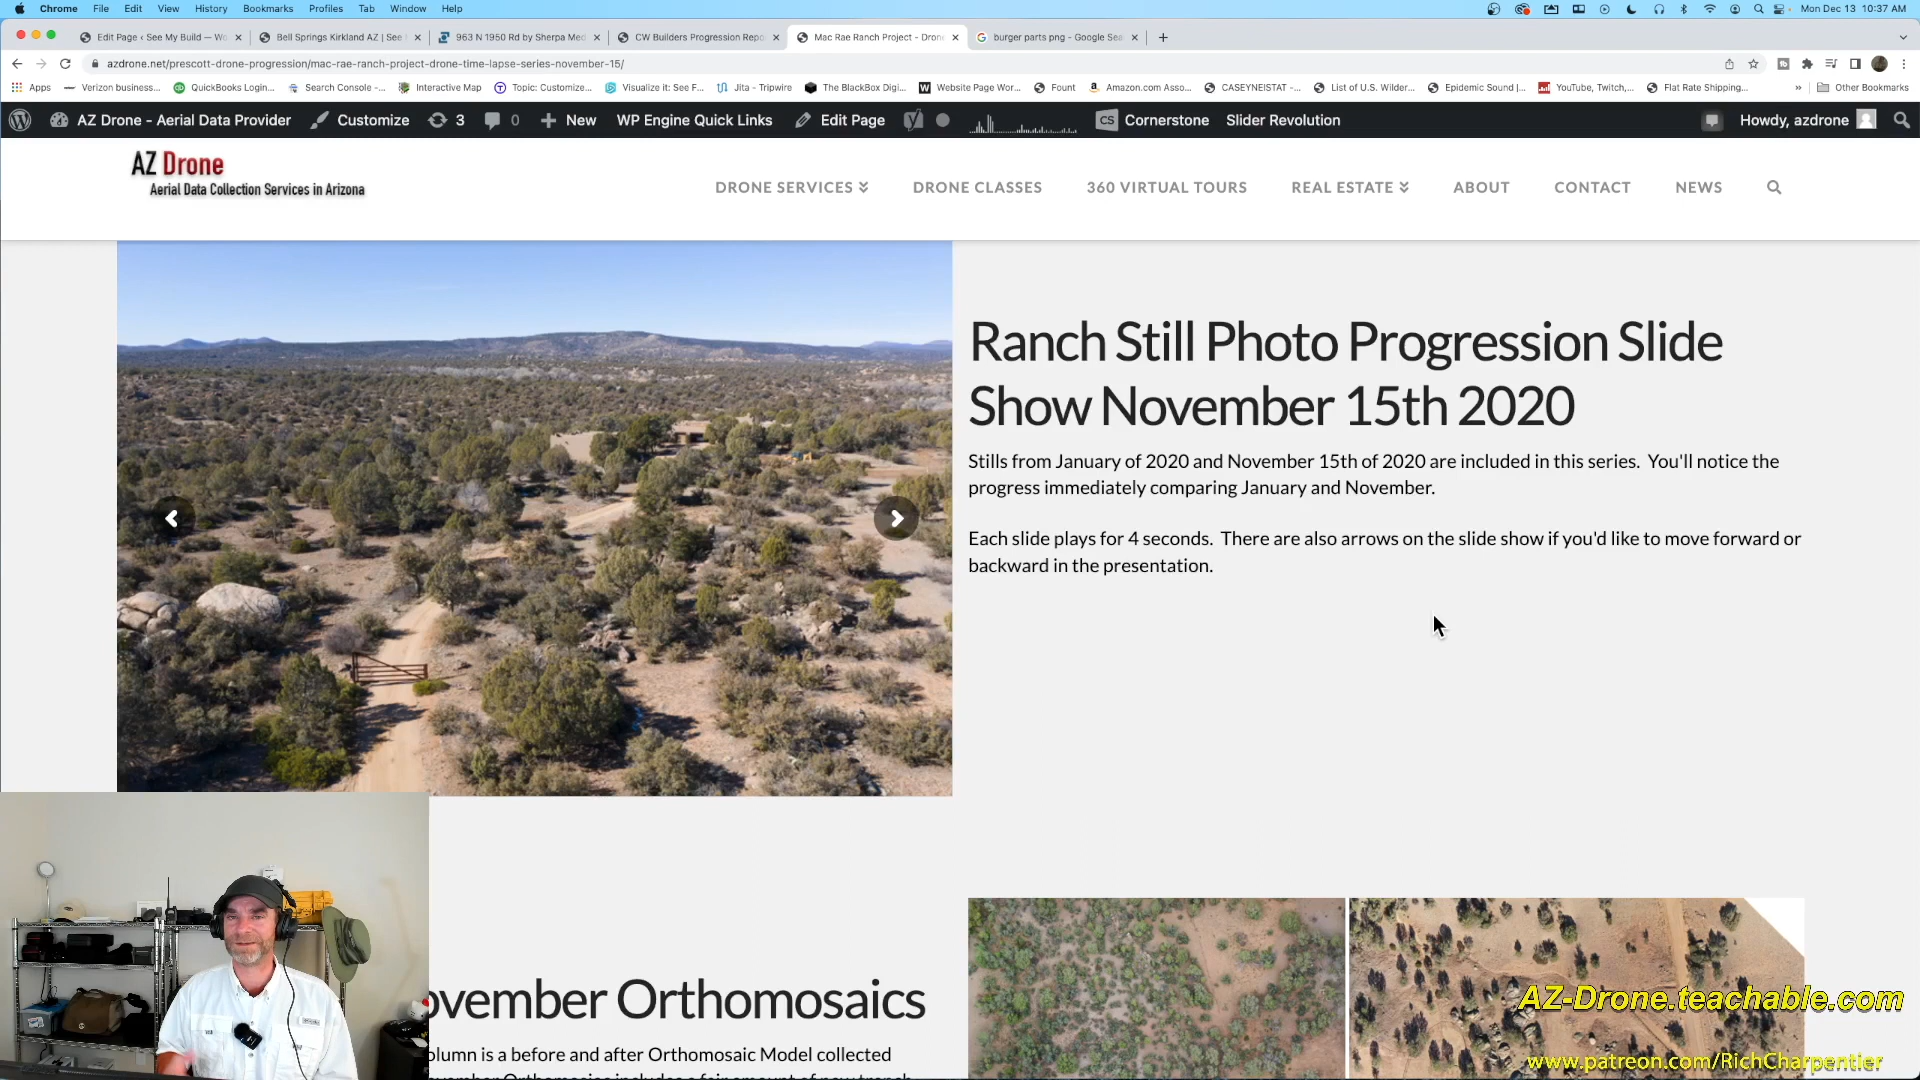 Chrome File Edit View History Bookmarks Profiles Tab Window Help
Mon Dec 13 10:37 AM
Edit Page ‹ See My Build — Wo
Bell Springs Kirkland AZ | See
963 N 1950 Rd by Sherpa Med
CW Builders Progression Repo
Mac Rae Ranch Project - Dron
burger parts png - Google Sea
azdrone.net/prescott-drone-progression/mac-rae-ranch-project-drone-time-lapse-series-november-15/
Apps
Verizon business...
QuickBooks Login...
Search Console -...
Interactive Map
Topic: Customize...
Visualize it: See F...
Jita - Tripwire
The BlackBox Digi...
Website Page Wor...
Fount
Amazon.com Asso...
CASEYNEISTAT -...
List of U.S. Wilder...
Epidemic Sound |...
YouTube, Twitch,...
Flat Rate Shipping...
» Other Bookmarks
AZ Drone - Aerial Data Provider
Customize
3
0
New
WP Engine Quick Links
Edit Page
CS Cornerstone
Slider Revolution
Howdy, azdrone
AZ Drone
Aerial Data Collection Services in Arizona
DRONE SERVICES
DRONE CLASSES
360 VIRTUAL TOURS
REAL ESTATE
ABOUT
CONTACT
NEWS
Ranch Still Photo Progression Slide
Show November 15th 2020
Stills from January of 2020 and November 15th of 2020 are included in this series. You'll notice the
progress immediately comparing January and November.
Each slide plays for 4 seconds. There are also arrows on the slide show if you'd like to move forward or
backward in the presentation.
ovember Orthomosaics
olumn is a before and after Orthomosaic Model collected
AZ-Drone.teachable.com
www.patreon.com/RichCharpentier